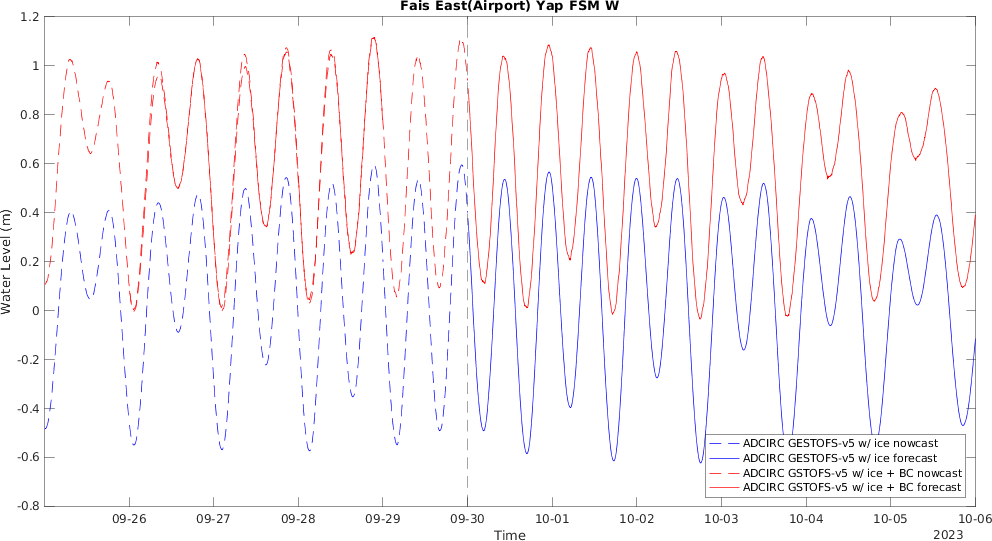 Fais East(Airport) Yap FSM W
1.2
1
0.8
0.6
0.4
0.2
0
-0.2
-0.4
-0.6
-0.8
Water Level (m)
ADCIRC GESTOFS-v5 w/ ice nowcast
ADCIRC GESTOFS-v5 w/ ice forecast
ADCIRC GSTOFS-v5 w/ ice + BC nowcast
ADCIRC GSTOFS-v5 w/ ice + BC forecast
09-26 09-27 09-28 09-29 09-30 10-01 10-02 10-03 10-04 10-05 10-06
Time
2023